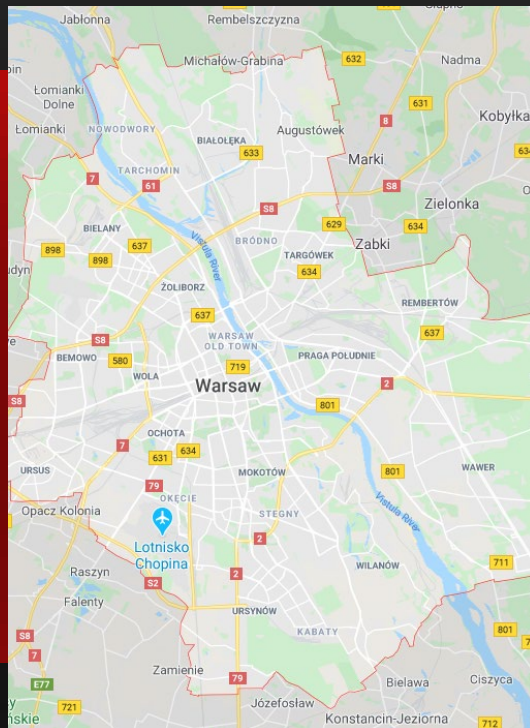 Jabłonna
Rembelszczyzna
632
Nadma
Michałów-Grabina
Łomianki
Dolne
631
Kobyłka
Łomianki
NOWODWORY
Augustówek
8
BIAŁOŁĘKA
633
Marki
TARCHOMIN
7
61
S8
Zielonka
S8
BIELANY
637
629
634
BRÓDNO
Ząbki
898
898
Vistula River
TARGÓWEK
634
ŻOLIBORZ
REMBERTÓW
637
637
WARSAW
OLD TOWN
S8
BEMOWO
580
719
PRAGA POŁUDNIE
WOLA
Warsaw
2
S8
801
7
OCHOTA
631
634
URSUS
MOKOTÓW
801
WAWER
79
OKĘCIE
Opacz Kolonia
STEGNY
Vistula River
Lotnisko
Chopina
2
711
WILANÓW
Raszyn
S2
2
Falenty
URSYNÓW
801
S8
KABATY
7
Zamienie
79
E77
Bielawa
Ciszyca
721
Józefosław
Konstancin-Jeziorna
712